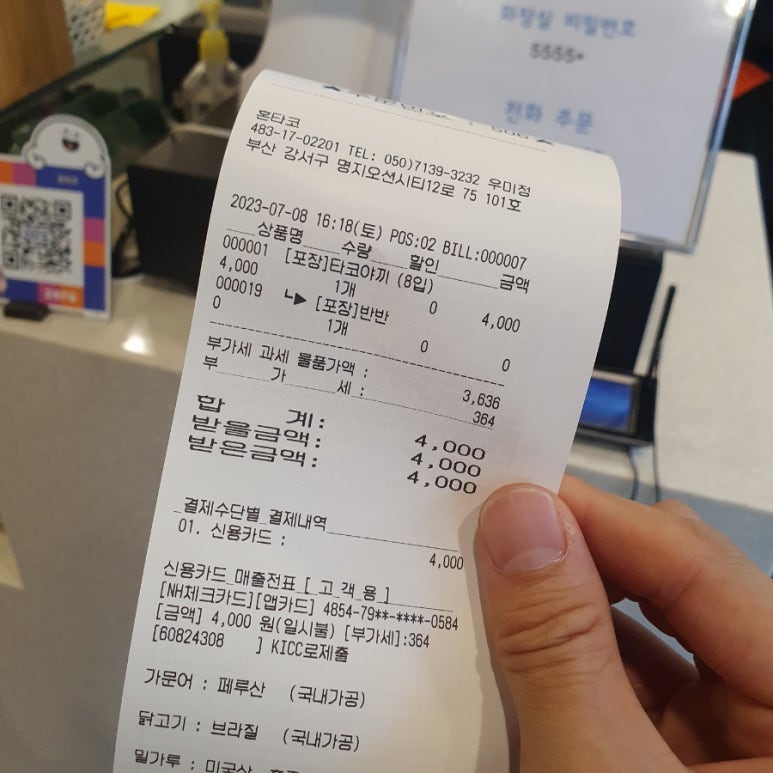 화장실 비밀번호
5555*
전화 주문
혼타코
483-17-02201 TEL: 050)7139-3232 우미정
부산 강서구 명지오션시티12로 75 101호
2023-07-08 16:18(토) POS:02 BILL:000007
상품명 수량 할인 금액
000001 [포장]타코야끼 (8입)
4,000 1개 0 4,000
000019 ┗▶ [포장]반반
0 1개 0 0
부가세 과세 물품가액 : 3,636
부 가 세 : 364
합 계: 4,000
받을금액: 4,000
받은금액: 4,000
결제수단별 결제내역
01. 신용카드 : 4,000
신용카드 매출전표 [ 고 객 용 ]
[NH체크카드][앱카드] 4854-79**-****-0584
[금액] 4,000 원(일시불) [부가세]:364
[60824308 ] KICC로제출
가문어 : 페루산 (국내가공)
닭고기 : 브라질 (국내가공)
밀가루 : 미국산